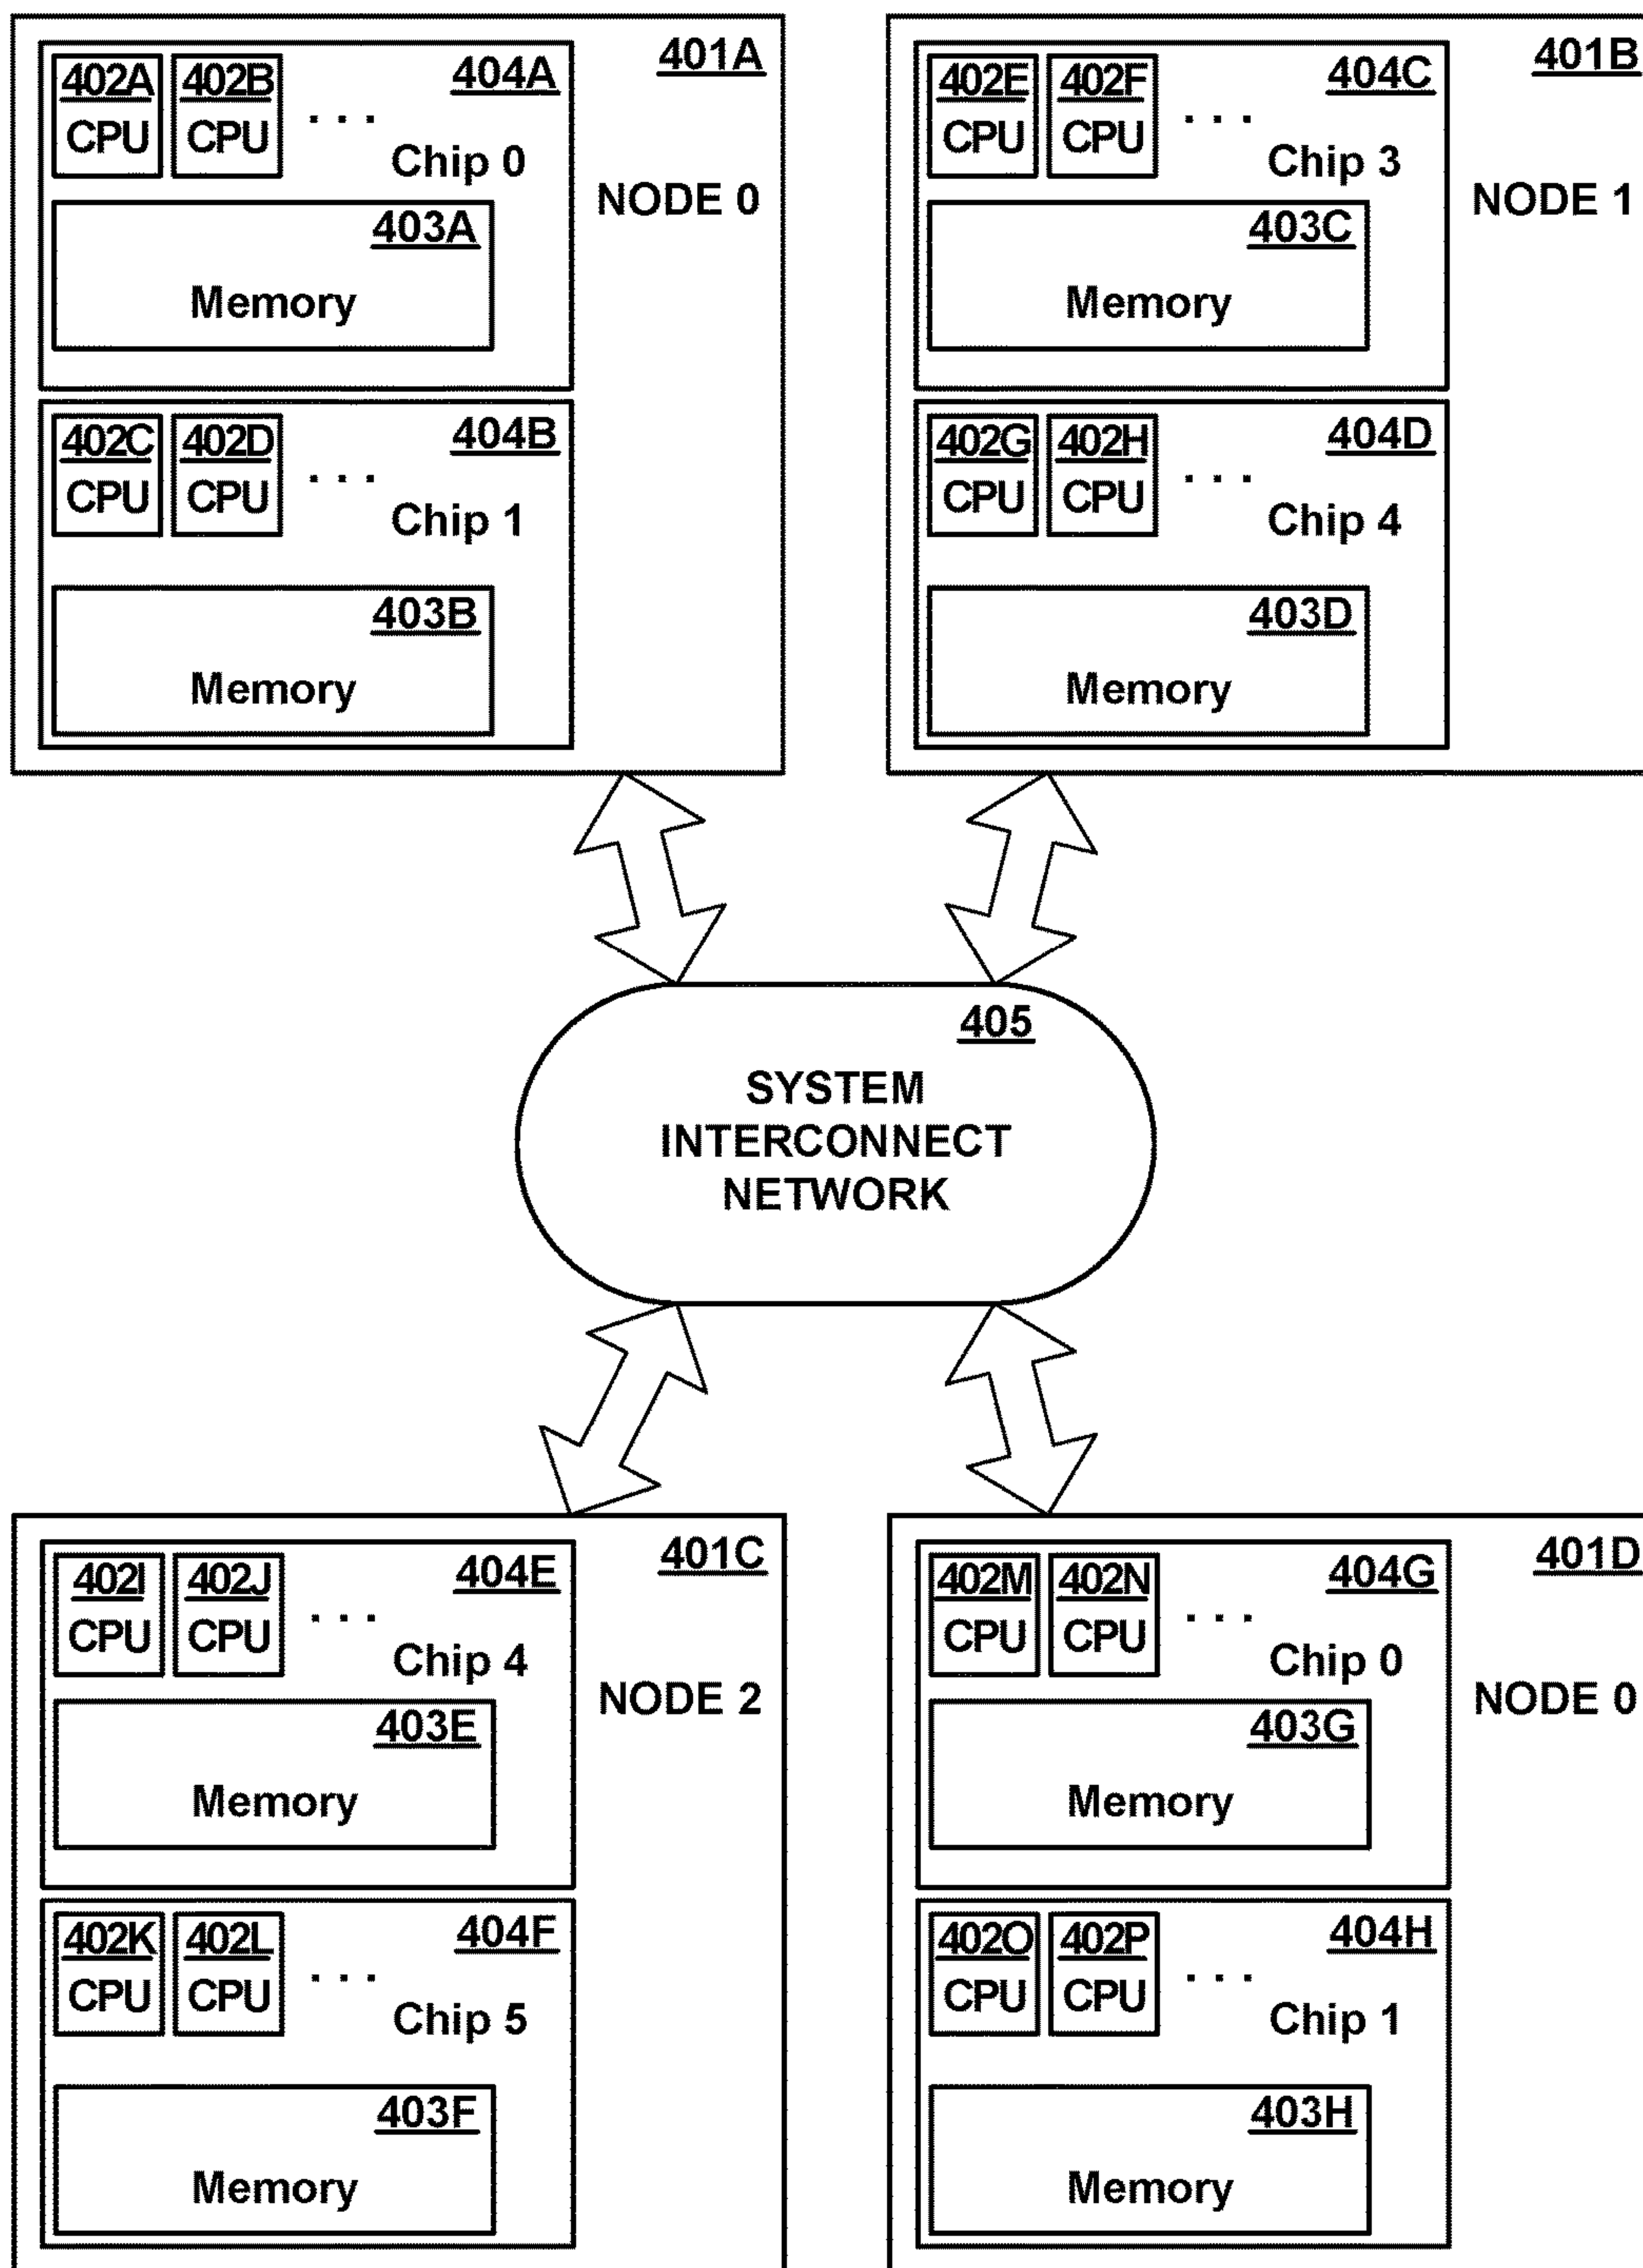 401A
402A 402B 404A
CPU CPU . . .
Chip 0
NODE 0
403A
Memory
402C 402D 404B
CPU CPU . . .
Chip 1
403B
Memory
401B
402E 402F 404C
CPU CPU . . .
Chip 3
NODE 1
403C
Memory
402G 402H 404D
CPU CPU . . .
Chip 4
403D
Memory
405
SYSTEM
INTERCONNECT
NETWORK
401C
402I 402J 404E
CPU CPU . . .
Chip 4
NODE 2
403E
Memory
402K 402L 404F
CPU CPU . . .
Chip 5
403F
Memory
401D
402M 402N 404G
CPU CPU . . .
Chip 0
NODE 0
403G
Memory
402O 402P 404H
CPU CPU . . .
Chip 1
403H
Memory